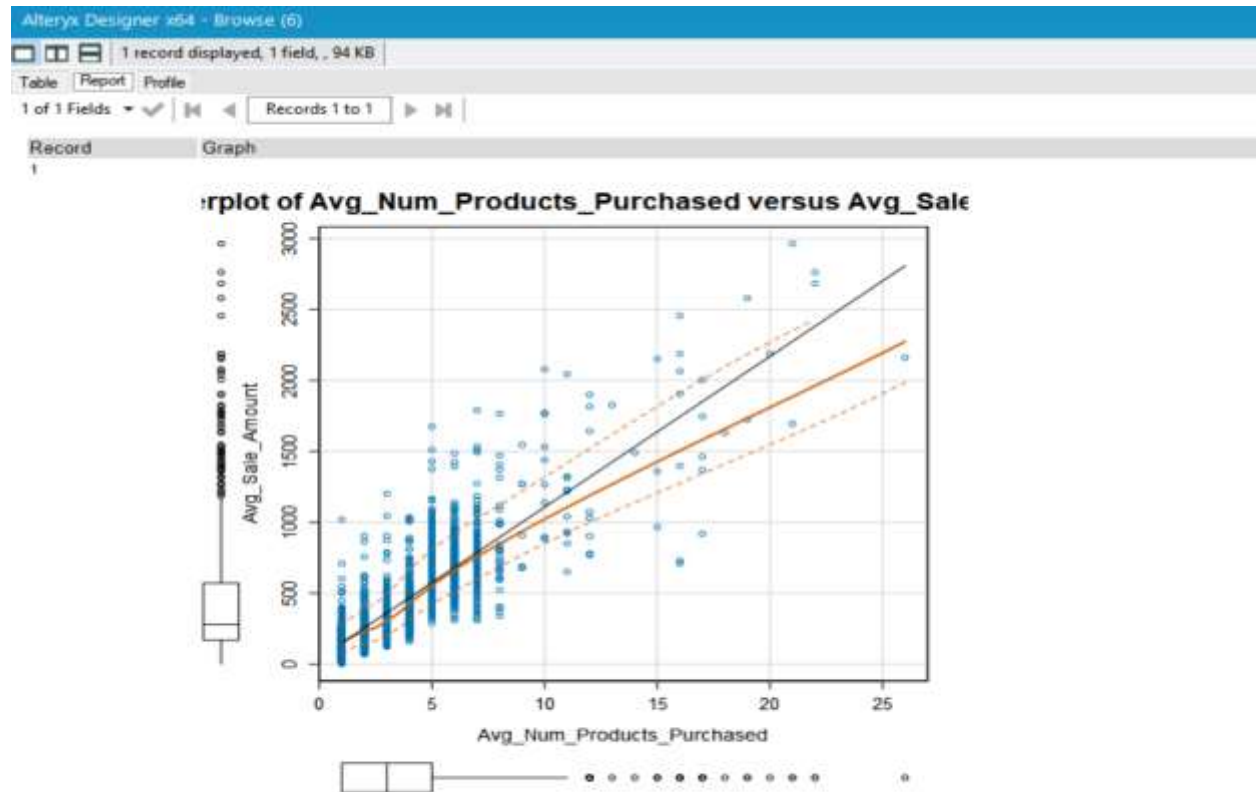 Alteryx Designer x64 - Browse (6)
1 record displayed, 1 field, , 94 KB
Table Report Profile
1 of 1 Fields Records 1 to 1
Record Graph
1
erplot of Avg_Num_Products_Purchased versus Avg_Sale
3000
2500
2000
1500
1000
500
0
Avg_Sale_Amount
0 5 10 15 20 25
Avg_Num_Products_Purchased